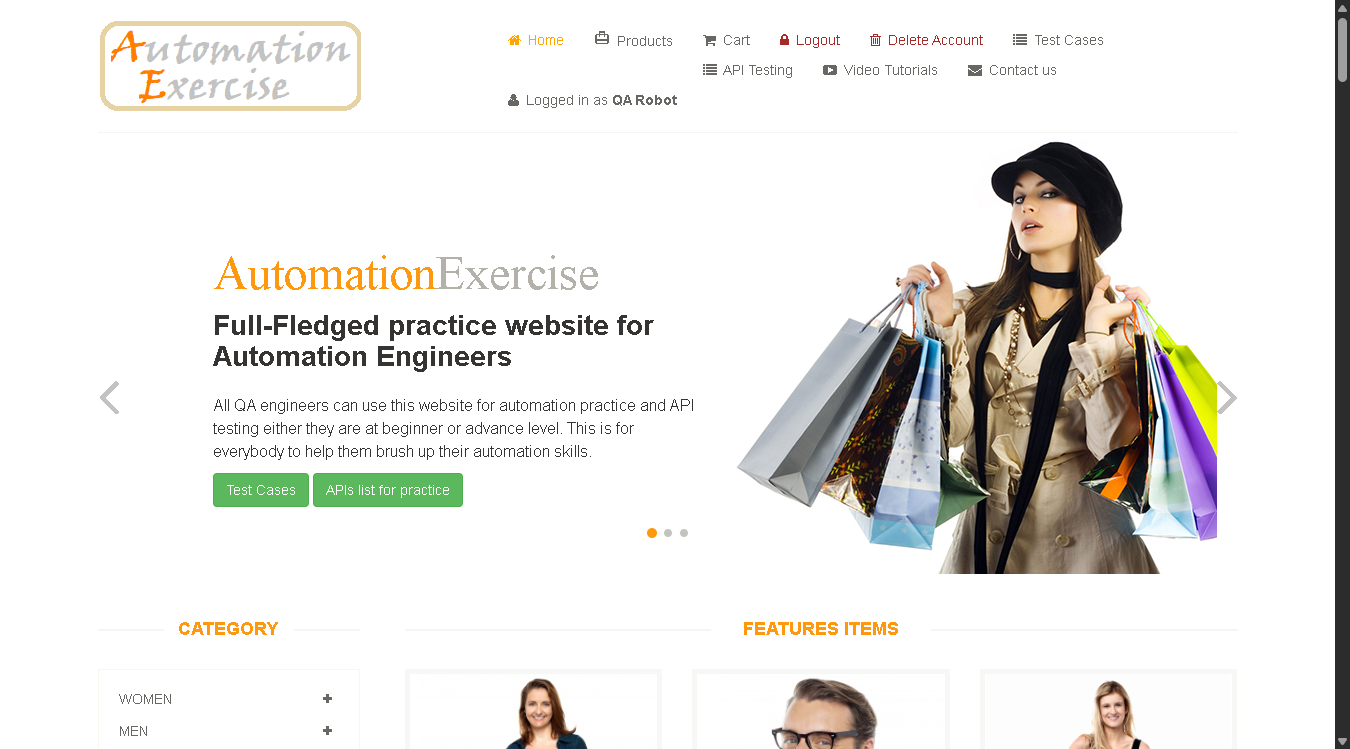 Automation
Exercise
Home Products Cart Logout Delete Account Test Cases
API Testing Video Tutorials Contact us
Logged in as QA Robot
AutomationExercise
Full-Fledged practice website for
Automation Engineers
All QA engineers can use this website for automation practice and API
testing either they are at beginner or advance level. This is for
everybody to help them brush up their automation skills.
Test Cases APIs list for practice
CATEGORY
WOMEN
MEN
FEATURES ITEMS